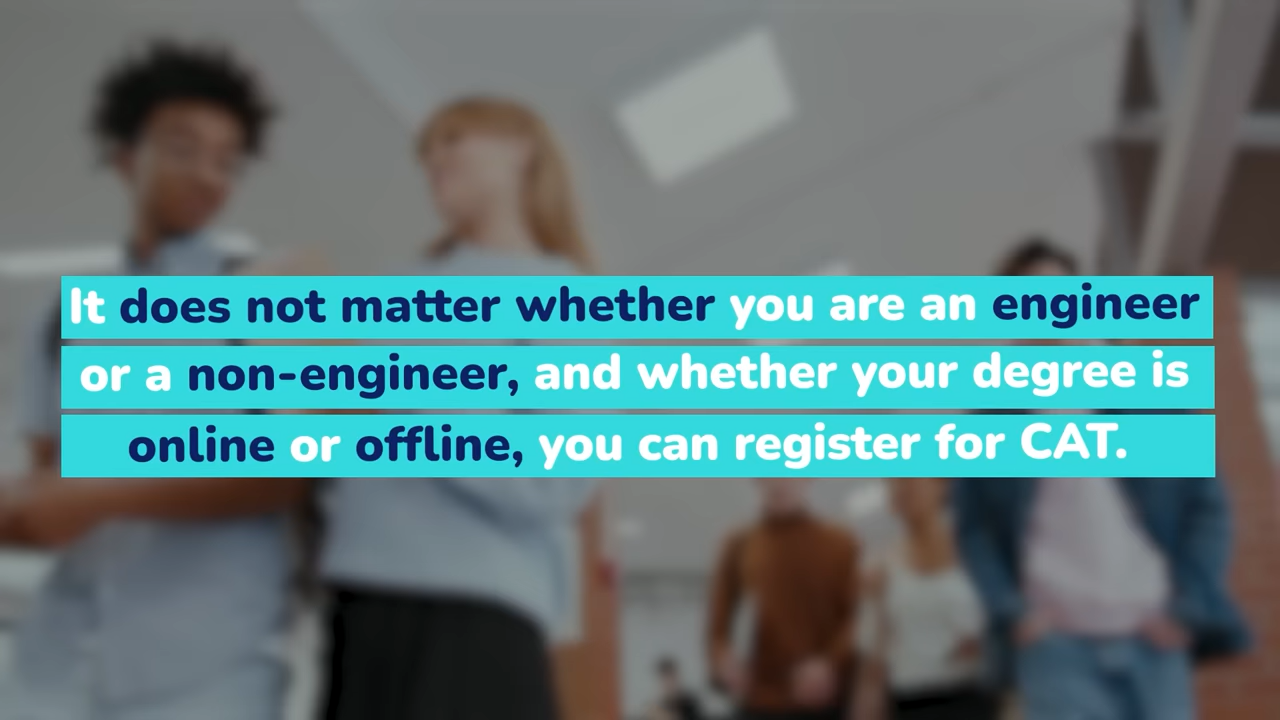 It does not matter whether you are an engineer
or a non-engineer, and whether your degree is
online or offline, you can register for CAT.